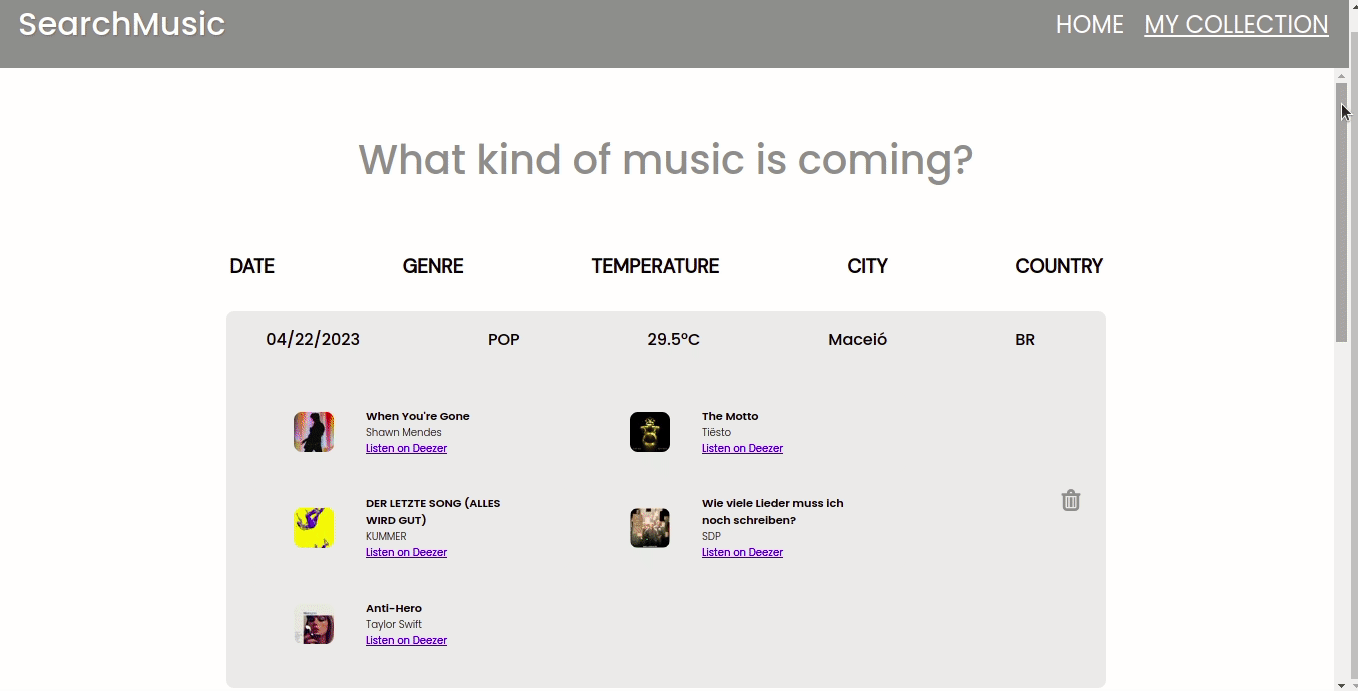 SearchMusic
HOME MY COLLECTION
What kind of music is coming?
DATE GENRE TEMPERATURE CITY COUNTRY
04/22/2023 POP 29.5ºC Maceió BR
When You're Gone
Shawn Mendes
Listen on Deezer
The Motto
Tiësto
Listen on Deezer
DER LETZTE SONG (ALLES
WIRD GUT)
KUMMER
Listen on Deezer
Wie viele Lieder muss ich
noch schreiben?
SDP
Listen on Deezer
Anti-Hero
Taylor Swift
Listen on Deezer